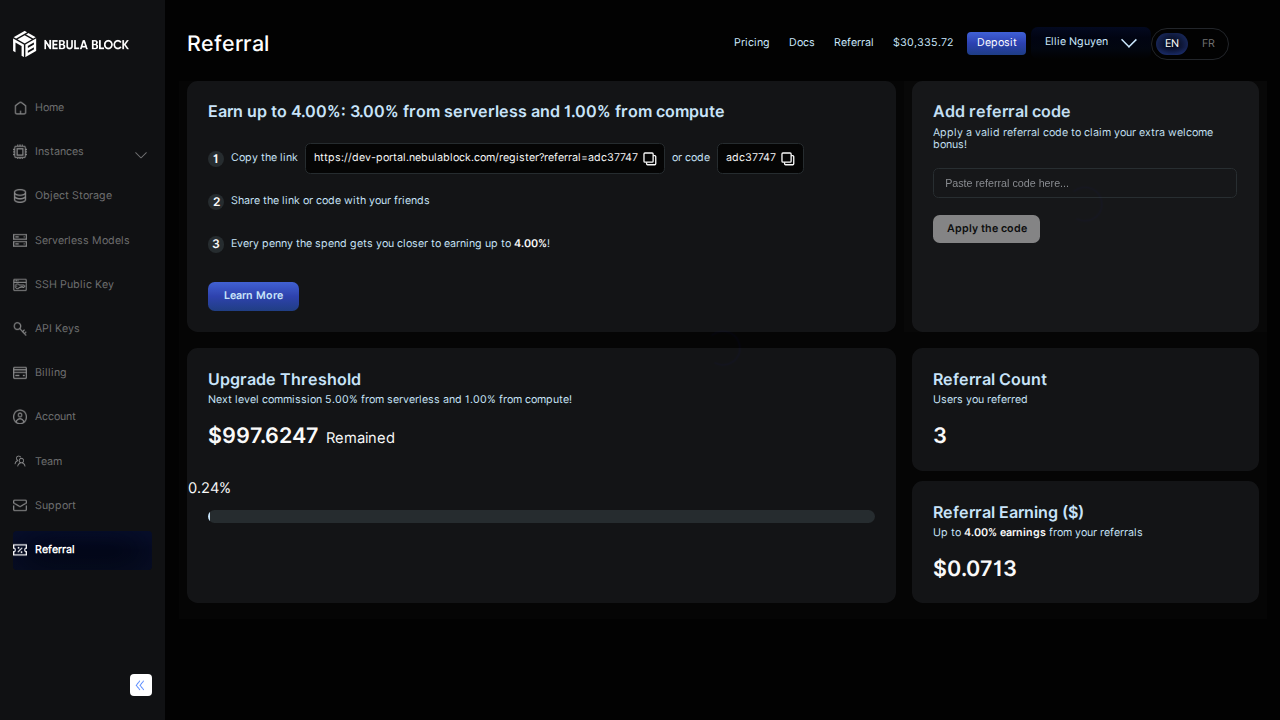 NEBULA BLOCK
Home
Instances
Object Storage
Serverless Models
SSH Public Key
API Keys
Billing
Account
Team
Support
Referral
Referral
Pricing
Docs
Referral
$30,335.72
Deposit
Ellie Nguyen
EN
FR
Earn up to 4.00%: 3.00% from serverless and 1.00% from compute
1 Copy the link https://dev-portal.nebulablock.com/register?referral=adc37747 or code adc37747
2 Share the link or code with your friends
3 Every penny the spend gets you closer to earning up to 4.00%!
Learn More
Add referral code
Apply a valid referral code to claim your extra welcome
bonus!
Paste referral code here...
Apply the code
Upgrade Threshold
Next level commission 5.00% from serverless and 1.00% from compute!
$997.6247 Remained
0.24%
Referral Count
Users you referred
3
Referral Earning ($)
Up to 4.00% earnings from your referrals
$0.0713